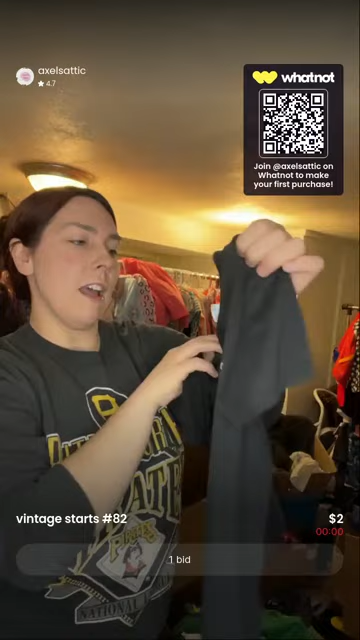 axelsattic
★ 4.7
whatnot
Join @axelsattic on
Whatnot to make
your first purchase!
P
PIRATES
NATIONAL
vintage starts #82
$2
00:00
1 bid